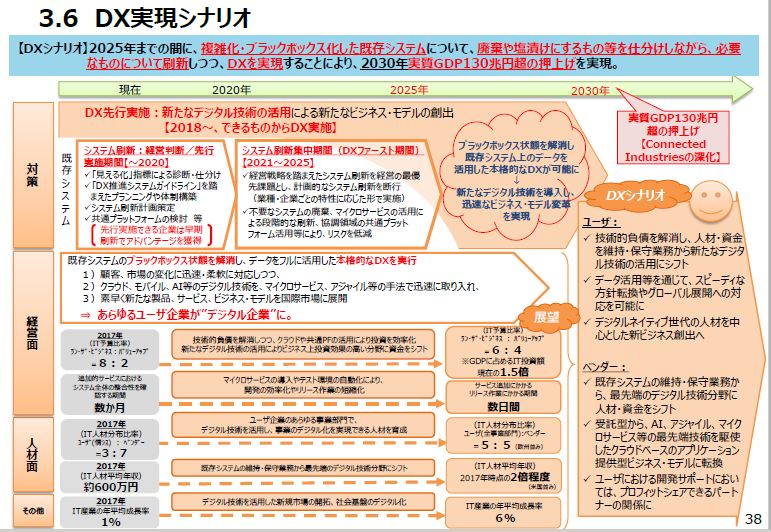 3.6 DX実現シナリオ
【DXシナリオ】2025年までの間に、複雑化・ブラックボックス化した既存システムについて、廃棄や塩漬けにするもの等を仕分けしながら、必要
なものについて刷新しつつ、DXを実現することにより、2030年実質GDP130兆円超の押上げを実現。
現在
2020年
2025年
2030年
実質GDP130兆円
超の押上げ
【Connected
Industriesの深化】
対策
既存システム
DX先行実施：新たなデジタル技術の活用による新たなビジネス・モデルの創出
【2018～、できるものからDX実施】
システム刷新：経営判断／先行
実施期間【～2020】
✓「見える化」指標による診断・仕分け
✓「DX推進システムガイドライン」を踏
まえたプランニングや体制構築
✓システム刷新計画策定
✓共通プラットフォームの検討 等
先行実施できる企業は早期
刷新でアドバンテージを獲得
システム刷新集中期間（DXファースト期間）
【2021～2025】
✓経営戦略を踏まえたシステム刷新を経営の最優
先課題とし、計画的なシステム刷新を断行
（業種・企業ごとの特性に応じた形で実施）
✓不要なシステムの廃棄、マイクロサービスの活用によ
る段階的な刷新、協調領域の共通プラット
フォーム活用等により、リスクを低減
ブラックボックス状態を解消し
既存システム上のデータを
活用した本格的なDXが可能に
↓
新たなデジタル技術を導入し、
迅速なビジネス・モデル変革
を実現
DXシナリオ
ユーザ：
✓ 技術的負債を解消し、人材・資金
を維持・保守業務から新たなデジタ
ル技術の活用にシフト
✓ データ活用等を通じて、スピーディな
方針転換やグローバル展開への対
応を可能に
✓ デジタルネイティブ世代の人材を中
心とした新ビジネス創出へ
ベンダー：
✓ 既存システムの維持・保守業務か
ら、最先端のデジタル技術分野に
人材・資金をシフト
✓ 受託型から、AI、アジャイル、マイク
ロサービス等の最先端技術を駆使し
たクラウドベースのアプリケーション
提供型ビジネス・モデルに転換
✓ ユーザにおける開発サポートにおい
ては、プロフィットシェアできるパート
ナーの関係に
経営面
既存システムのブラックボックス状態を解消し、データをフルに活用した本格的なDXを実行
１）顧客、市場の変化に迅速・柔軟に対応しつつ、
２）クラウド、モバイル、AI等のデジタル技術を、マイクロサービス、アジャイル等の手法で迅速に取り入れ、
３）素早く新たな製品、サービス、ビジネス・モデルを国際市場に展開
⇒ あらゆるユーザ企業が“デジタル企業”に。
展望
2017年
（IT予算比率）
ラン・ザ・ビジネス：バリューアップ
＝８：２
技術的負債を解消しつつ、クラウドや共通PFの活用により投資を効率化
新たなデジタル技術の活用によるビジネス上投資効果の高い分野に資金をシフト
（IT予算比率）
ラン・ザ・ビジネス：バリューアップ
＝６：４
※GDPに占めるIT投資額
現在の1.5倍
追加的サービスにおける
システム全体の整合性を確
認する期間
数か月
マイクロサービスの導入やテスト環境の自動化により、
開発の効率化やリリース作業の短縮化
サービス追加にかかる
リリース作業にかかる期間
数日間
人材面
2017年
（IT人材分布比率）
ユーザ(情シス)：ベンダー
＝3：7
ユーザ企業のあらゆる事業部門で、
デジタル技術を活用し、事業のデジタル化を実現できる人材を育成
（IT人材分布比率）
ユーザ(全事業部門)：ベンダー
＝５：５（欧州並み）
2017年
（IT人材平均年収）
約600万円
既存システムの維持・保守業務から最先端のデジタル技術分野にシフト
（IT人材平均年収）
2017年時点の2倍程度
（米国並み）
その他
2017年
IT産業の年平均成長率
1％
デジタル技術を活用した新規市場の開拓、社会基盤のデジタル化
IT産業の年平均成長率
6％
38